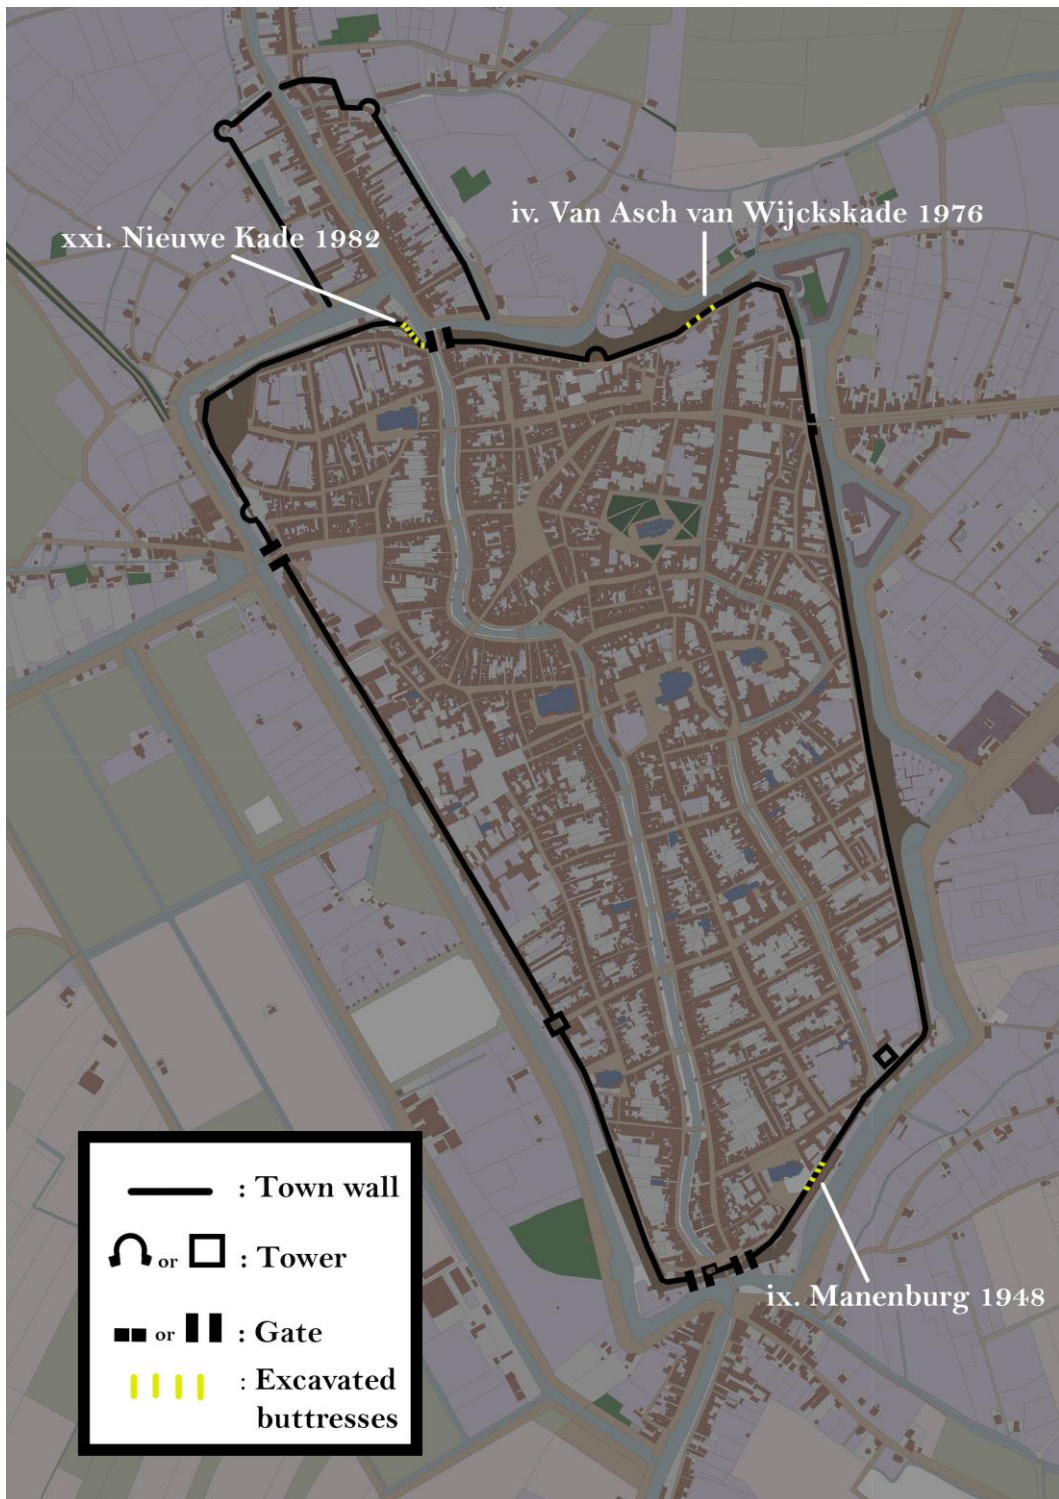 iv. Van Asch van Wijckskade 1976
xxi. Nieuwe Kade 1982
: Town wall
or : Tower
or : Gate
: Excavated
buttresses
ix. Manenburg 1948